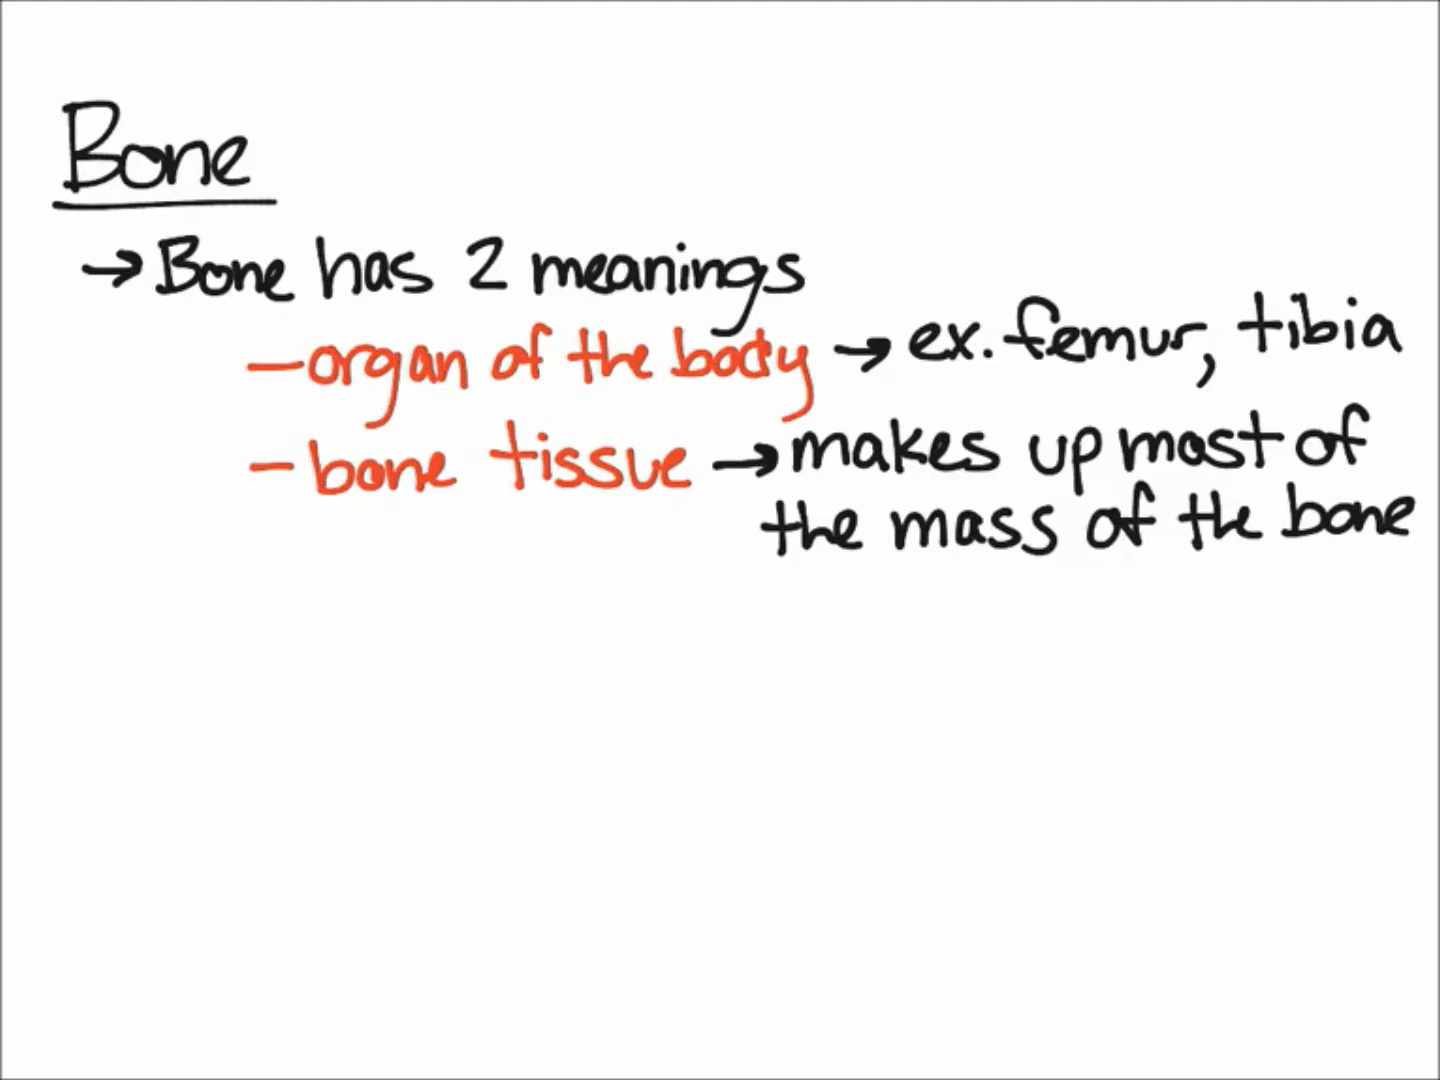 Bone
→ Bone has 2 meanings
– organ of the body → ex. femur, tibia
– bone tissue → makes up most of
the mass of the bone